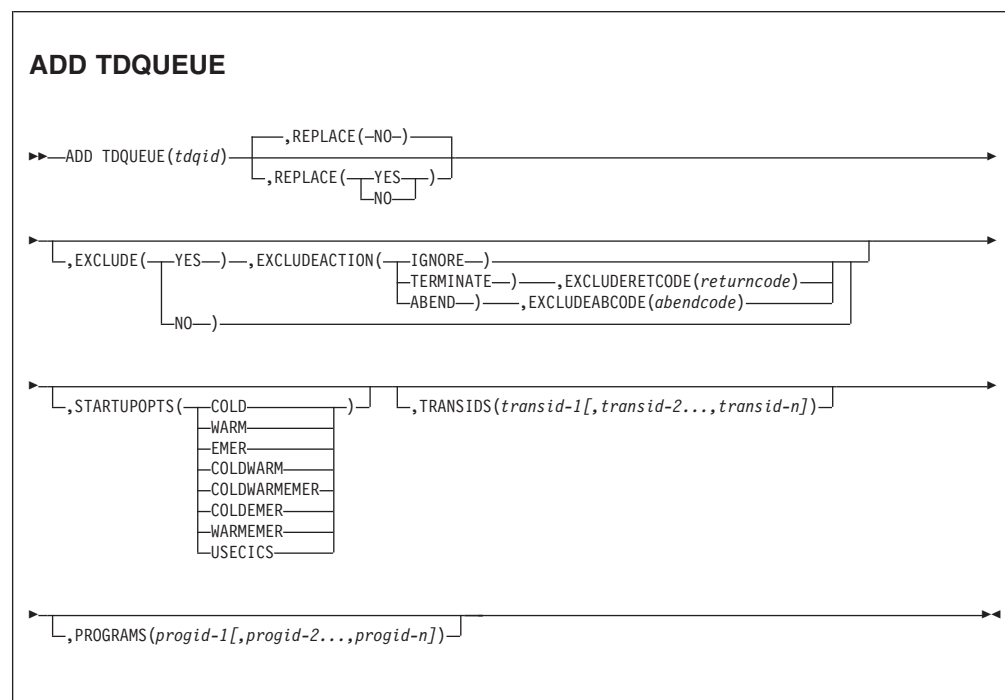 ADD TDQUEUE
,REPLACE(NO)
ADD TDQUEUE(tdqid)
,REPLACE(YES)
NO
,EXCLUDE(YES),EXCLUDEACTION(IGNORE)
TERMINATE),EXCLUDERETCODE(returncode)
ABEND),EXCLUDEABCODE(abendcode)
NO)
,STARTUPOPTS(COLD) ,TRANSIDS(transid-1[,transid-2...,transid-n])
WARM
EMER
COLDWARM
COLDWARMEMER
COLDEMER
WARMEMER
USECICS
,PROGRAMS(progid-1[,progid-2...,progid-n])